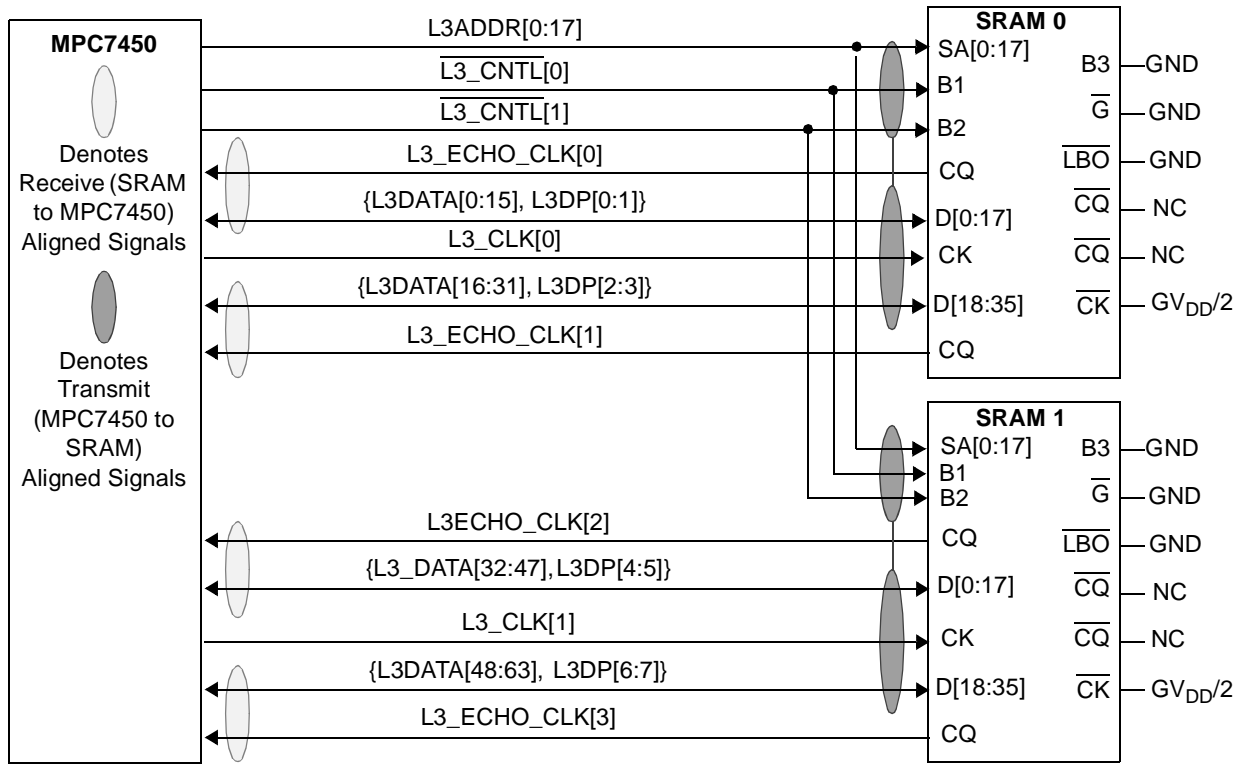 MPC7450
Denotes
Receive (SRAM
to MPC7450)
Aligned Signals
Denotes
Transmit
(MPC7450 to
SRAM)
Aligned Signals
L3ADDR[0:17]
L3_CNTL[0]
L3_CNTL[1]
L3_ECHO_CLK[0]
{L3DATA[0:15], L3DP[0:1]}
L3_CLK[0]
{L3DATA[16:31], L3DP[2:3]}
L3_ECHO_CLK[1]
SRAM 0
SA[0:17]
B1
B2
CQ
D[0:17]
CK
D[18:35]
CQ
B3 GND
G GND
LBO GND
CQ NC
CQ NC
CK GVDD/2
L3ECHO_CLK[2]
{L3_DATA[32:47], L3DP[4:5]}
L3_CLK[1]
{L3DATA[48:63], L3DP[6:7]}
L3_ECHO_CLK[3]
SRAM 1
SA[0:17]
B1
B2
CQ
D[0:17]
CK
D[18:35]
CQ
B3 GND
G GND
LBO GND
CQ NC
CQ NC
CK GVDD/2